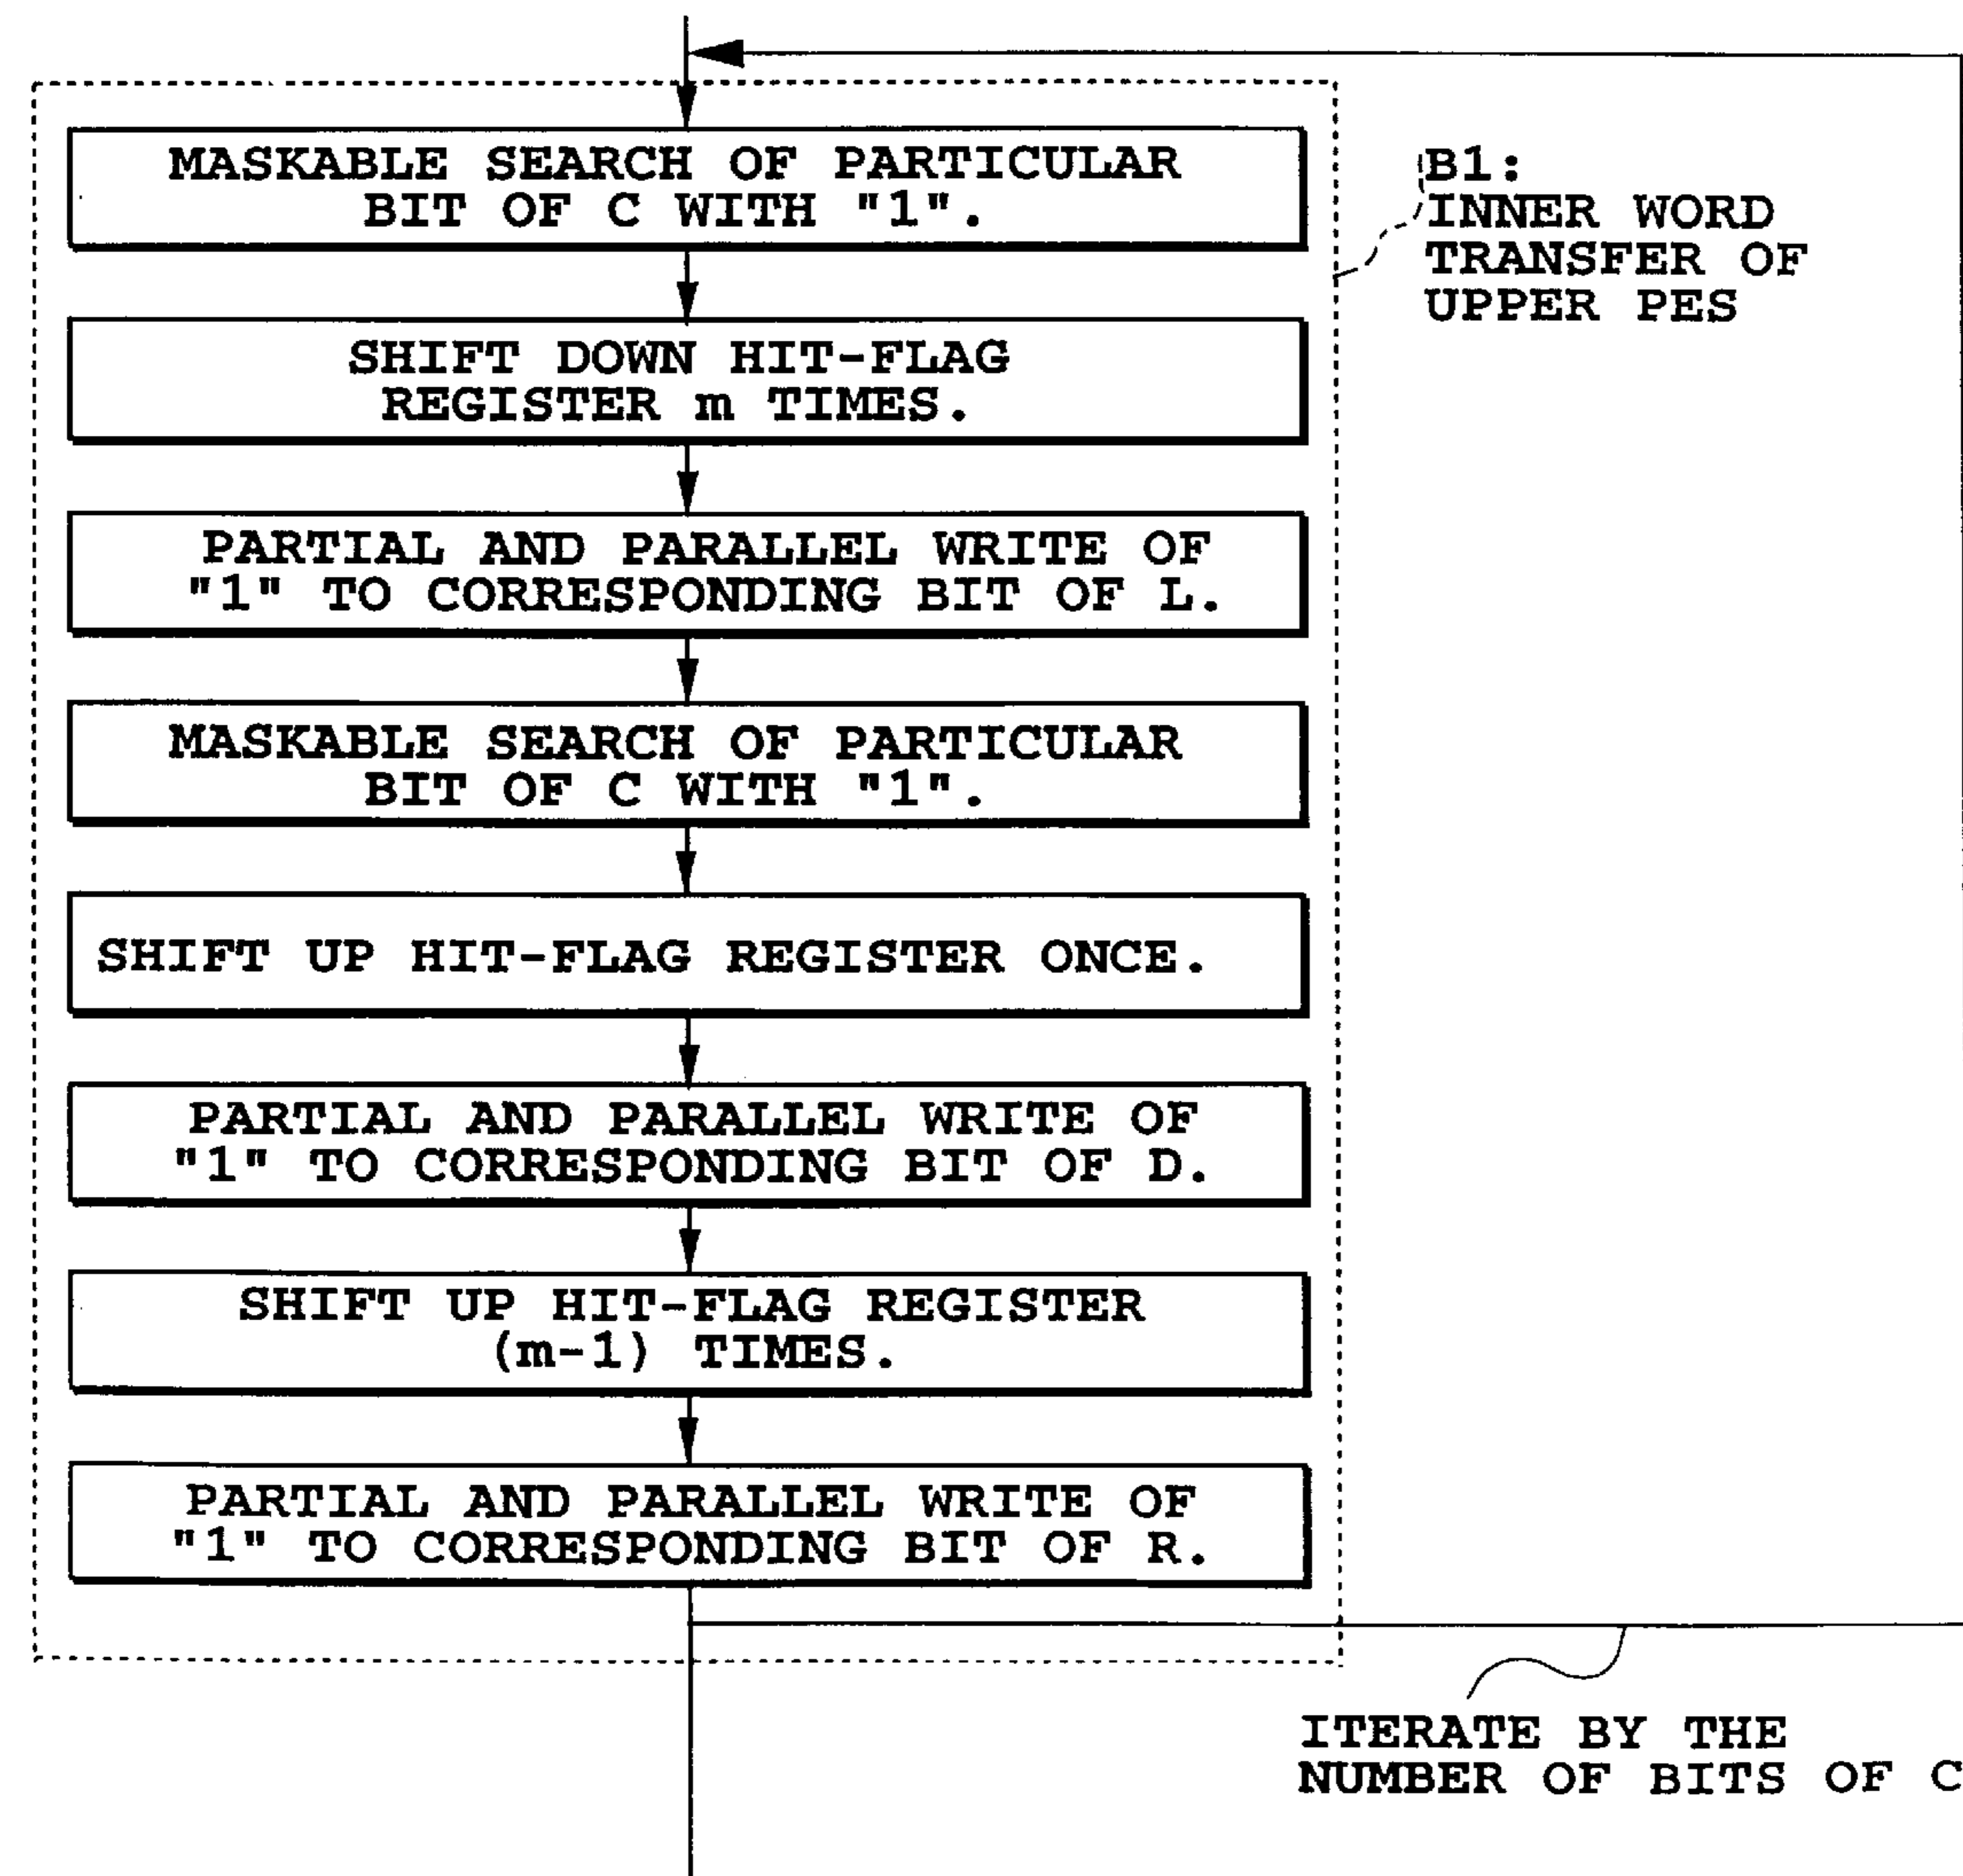 MASKABLE SEARCH OF PARTICULAR
BIT OF C WITH "1".
B1:
INNER WORD
TRANSFER OF
UPPER PES
SHIFT DOWN HIT-FLAG
REGISTER m TIMES.
PARTIAL AND PARALLEL WRITE OF
"1" TO CORRESPONDING BIT OF L.
MASKABLE SEARCH OF PARTICULAR
BIT OF C WITH "1".
SHIFT UP HIT-FLAG REGISTER ONCE.
PARTIAL AND PARALLEL WRITE OF
"1" TO CORRESPONDING BIT OF D.
SHIFT UP HIT-FLAG REGISTER
(m-1) TIMES.
PARTIAL AND PARALLEL WRITE OF
"1" TO CORRESPONDING BIT OF R.
ITERATE BY THE
NUMBER OF BITS OF C